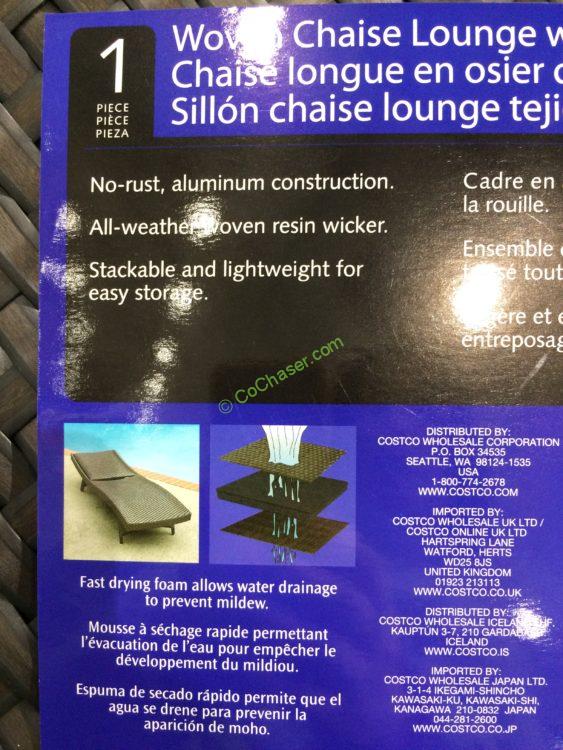 1
PIECE
PIÈCE
PIEZA
Woven Chaise Lounge w
Chaise longue en osier
Sillón chaise lounge teji
No-rust, aluminum construction.
All-weather woven resin wicker.
Stackable and lightweight for
easy storage.
Cadre en
la rouille.
Ensemble
tout
et
entreposag
© CoChaser.com
Fast drying foam allows water drainage
to prevent mildew.
Mousse à séchage rapide permettant
l'évacuation de l'eau pour empêcher le
développement du mildiou.
Espuma de secado rápido permite que el
agua se drene para prevenir la
aparición de moho.
DISTRIBUTED BY:
COSTCO WHOLESALE CORPORATION
P.O. BOX 34535
SEATTLE, WA 98124-1535
USA
1-800-774-2678
WWW.COSTCO.COM
IMPORTED BY:
COSTCO WHOLESALE UK LTD /
COSTCO ONLINE UK LTD
HARTSPRING LANE
WATFORD, HERTS
WD25 8JS
UNITED KINGDOM
01923 213113
WWW.COSTCO.CO.UK
DISTRIBUTED BY:
COSTCO WHOLESALE ICELAND EHF.
KAUPTÚN 3-7, 210
ICELAND
WWW.COSTCO.IS
IMPORTED BY:
COSTCO WHOLESALE JAPAN LTD.
3-1-4 IKEGAMI-SHINCHO
KAWASAKI-KU, KAWASAKI-SHI,
KANAGAWA 210-0832 JAPAN
044-281-2600
WWW.COSTCO.CO.JP